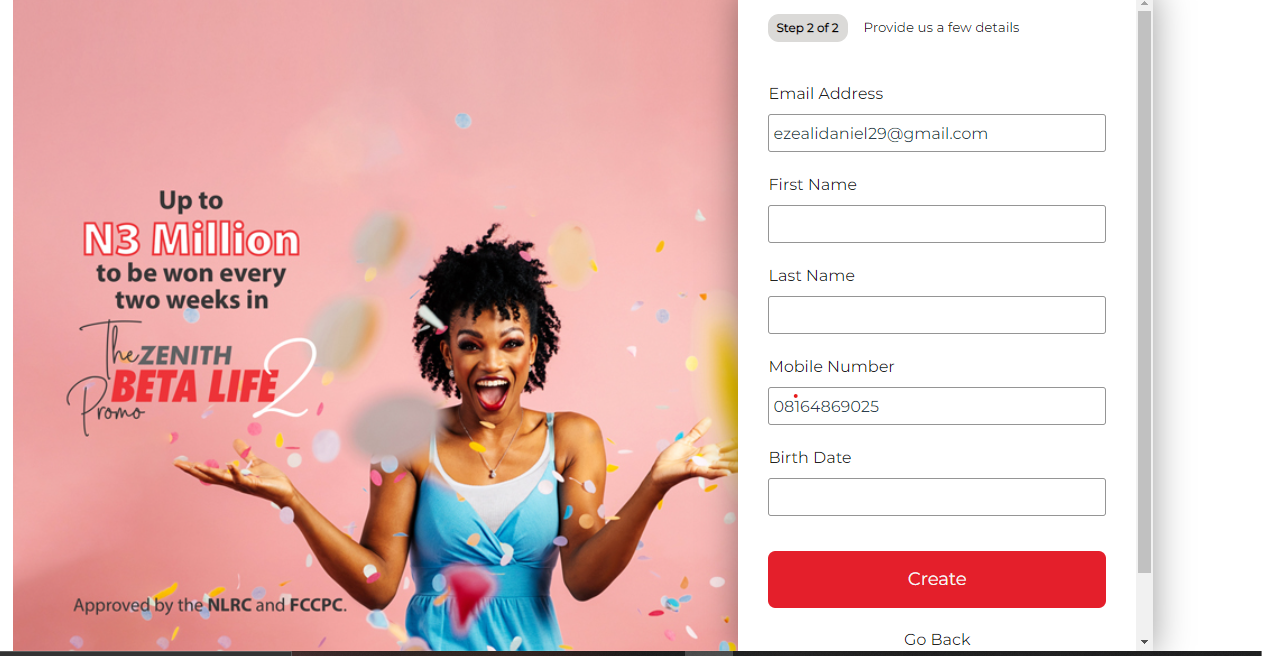 Up to
N3 Million
to be won every
two weeks in
The ZENITH
BETA LIFE 2
Promo
Approved by the NLRC and FCCPC.
Step 2 of 2 Provide us a few details
Email Address
ezealidaniel29@gmail.com
First Name
Last Name
Mobile Number
08164869025
Birth Date
Create
Go Back